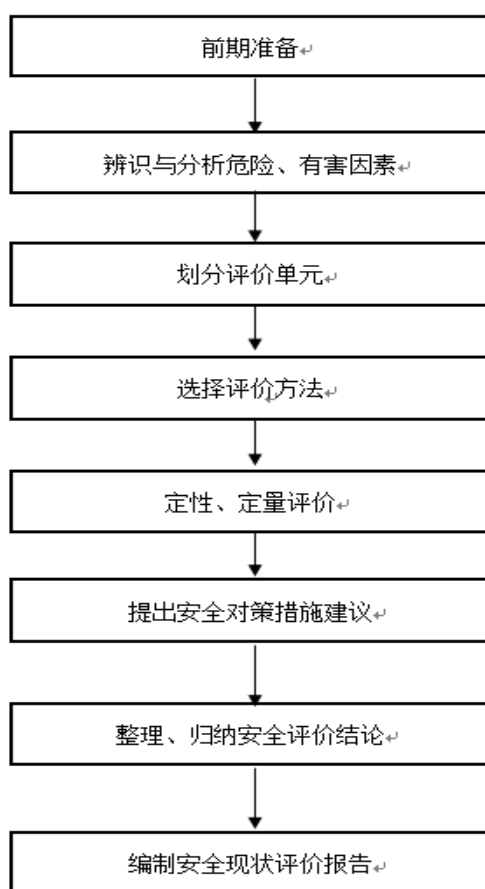 前期准备
辨识与分析危险、有害因素
划分评价单元
选择评价方法
定性、定量评价
提出安全对策措施建议
整理、归纳安全评价结论
编制安全现状评价报告